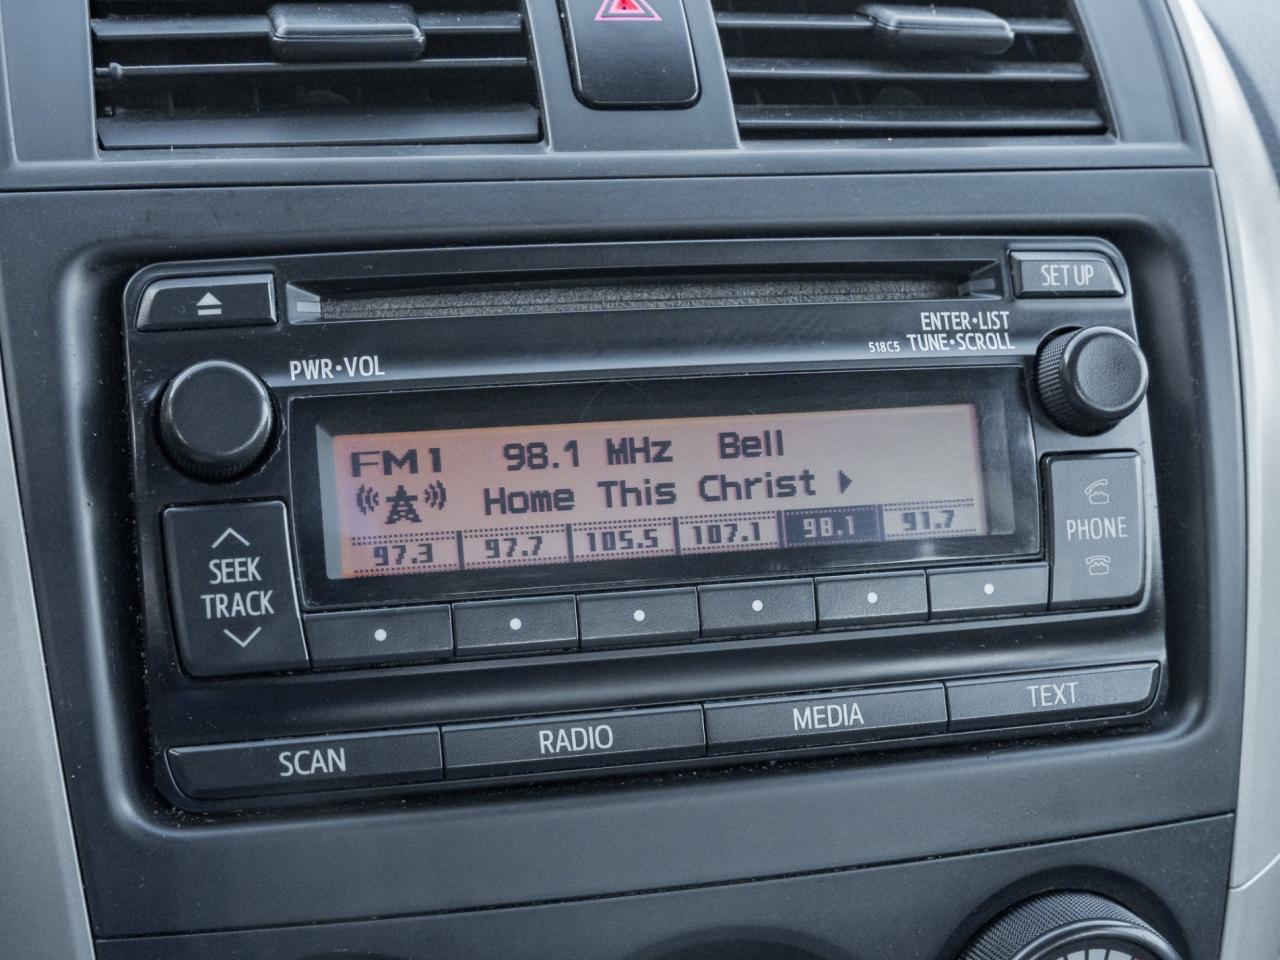 SET UP
ENTER•LIST
518C5 TUNE•SCROLL
PWR•VOL
FM1 98.1 MHz Bell
Home This Christ
97.3 97.7 105.5 107.1 98.1 91.7
SEEK
TRACK
PHONE
SCAN RADIO MEDIA TEXT